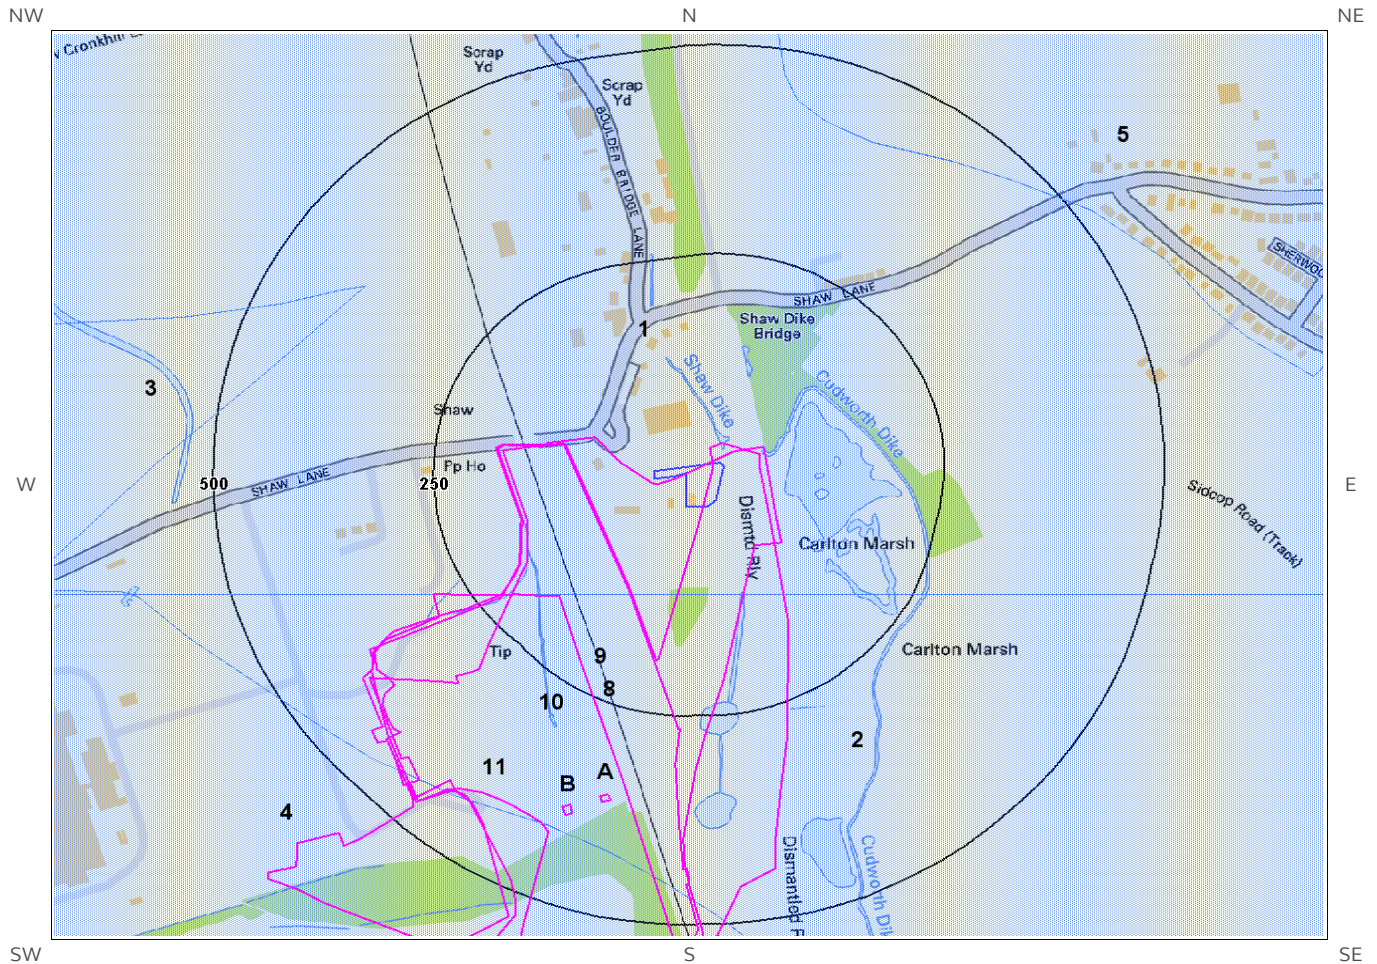 NW
N
NE
w Cronkhill L
Scrap
Yd
Scrap
Yd
BOULDER BRIDGE LANE
5
SHERWOO
1
SHAW LANE
Shaw Dike
Bridge
3
Shaw Dike
Cudworth Dike
Shaw
Pp Ho
W
500
SHAW LANE
250
E
Sidcop Road (Track)
Dismtd Rly
Carlton Marsh
Tip
9
Carlton Marsh
8
10
2
11
B
A
4
Dismantled R
Cudworth Dik
SW
S
SE